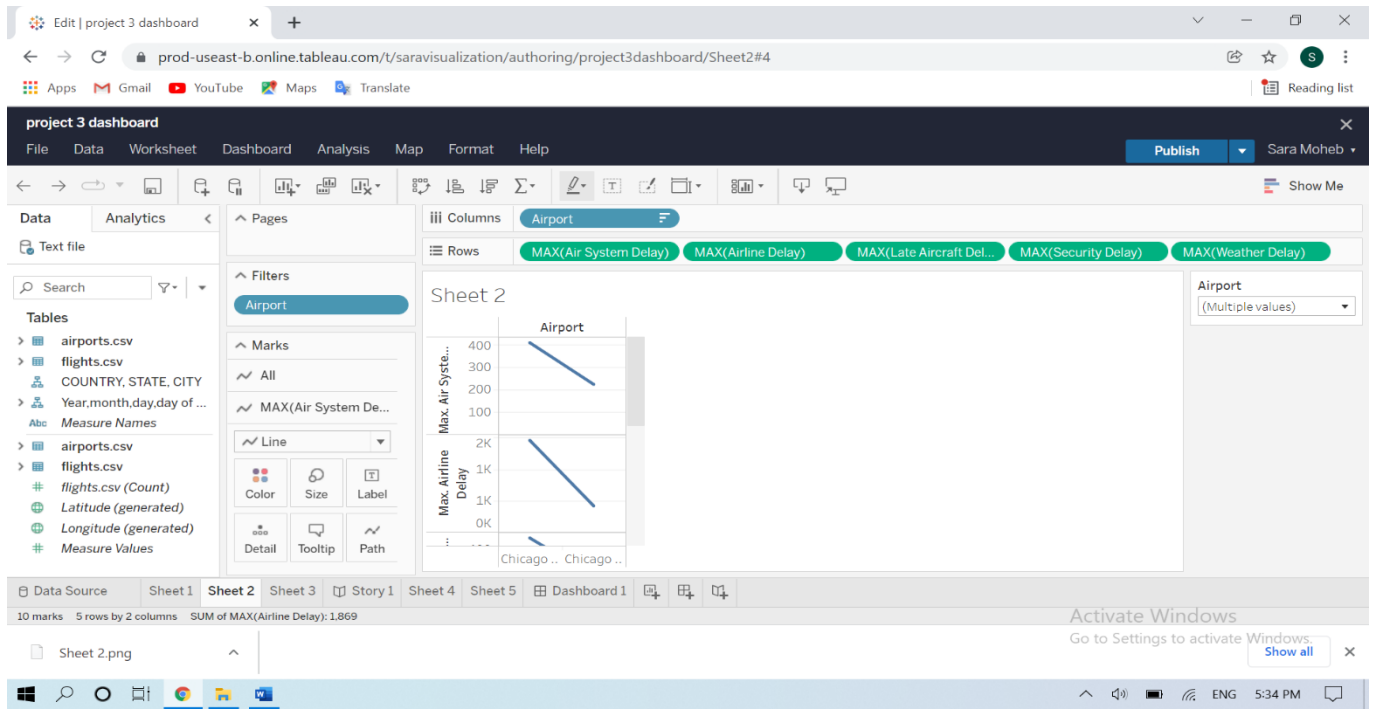 Edit | project 3 dashboard
prod-useast-b.online.tableau.com/t/saravisualization/authoring/project3dashboard/Sheet2#4
S
Apps Gmail YouTube Maps Translate Reading list
project 3 dashboard
File Data Worksheet Dashboard Analysis Map Format Help Publish Sara Moheb
Show Me
Data Analytics Pages Columns Airport
Text file Rows MAX(Air System Delay) MAX(Airline Delay) MAX(Late Aircraft Del... MAX(Security Delay) MAX(Weather Delay)
Search
Filters
Airport
Tables
airports.csv
flights.csv
COUNTRY, STATE, CITY
Year,month,day,day of ...
Abc Measure Names
airports.csv
flights.csv
flights.csv (Count)
Latitude (generated)
Longitude (generated)
Measure Values
Marks
All
MAX(Air System De...
Line
Color Size Label
Detail Tooltip Path
Sheet 2
Airport
Max. Air Syste...
400
300
200
100
Max. Airline
Delay
2K
1K
1K
0K
Chicago .. Chicago ..
Airport
(Multiple values)
Data Source Sheet 1 Sheet 2 Sheet 3 Story 1 Sheet 4 Sheet 5 Dashboard 1
10 marks 5 rows by 2 columns SUM of MAX(Airline Delay): 1,869
Activate Windows
Go to Settings to activate Windows.
Sheet 2.png Show all
ENG 5:34 PM